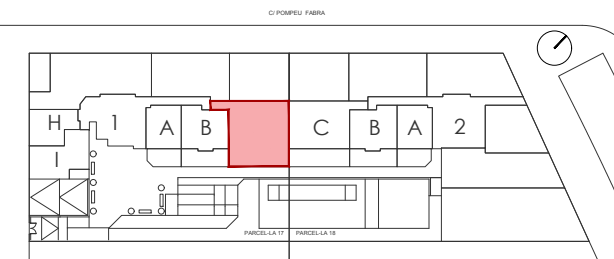 C/ POMPEU FABRA
H 1 A B C B A 2
I
PARCEL·LA 17 PARCEL·LA 18